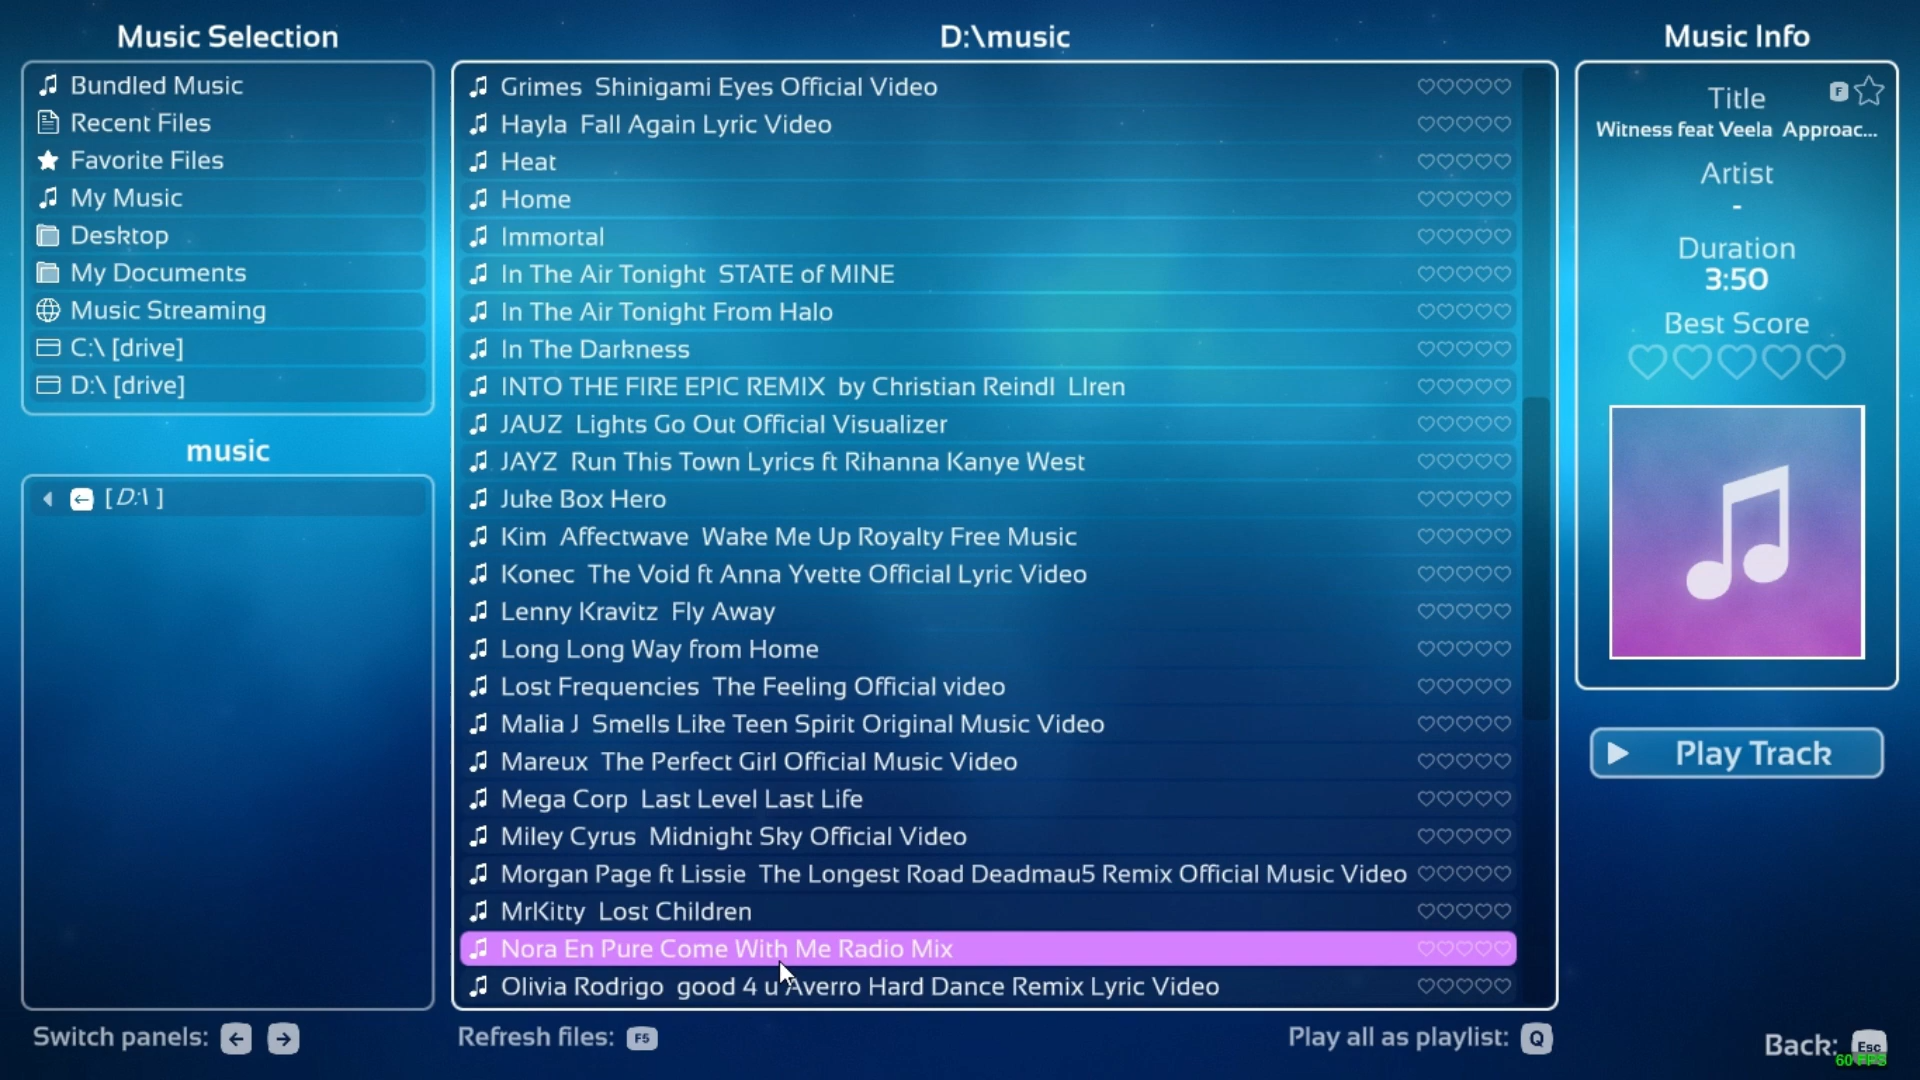 Music Selection
Bundled Music
Recent Files
Favorite Files
My Music
Desktop
My Documents
Music Streaming
C:\ [drive]
D:\ [drive]
music
[ D:\ ]
D:\music
Grimes  Shinigami Eyes Official Video
Hayla  Fall Again Lyric Video
Heat
Home
Immortal
In The Air Tonight  STATE of MINE
In The Air Tonight From Halo
In The Darkness
INTO THE FIRE EPIC REMIX  by Christian Reindl  LIren
JAUZ  Lights Go Out Official Visualizer
JAYZ  Run This Town Lyrics ft Rihanna Kanye West
Juke Box Hero
Kim  Affectwave  Wake Me Up Royalty Free Music
Konec  The Void ft Anna Yvette Official Lyric Video
Lenny Kravitz  Fly Away
Long Long Way from Home
Lost Frequencies  The Feeling Official video
Malia J  Smells Like Teen Spirit Original Music Video
Mareux  The Perfect Girl Official Music Video
Mega Corp  Last Level Last Life
Miley Cyrus  Midnight Sky Official Video
Morgan Page ft Lissie  The Longest Road Deadmau5 Remix Official Music Video
MrKitty  Lost Children
Nora En Pure Come With Me Radio Mix
Olivia Rodrigo  good 4 u Averro Hard Dance Remix Lyric Video
Music Info
F
Title
Witness feat Veela  Approac...
Artist
-
Duration
3:50
Best Score
Play Track
Switch panels: ← →
Refresh files: F5
Play all as playlist: Q
Back: Esc
60 FPS